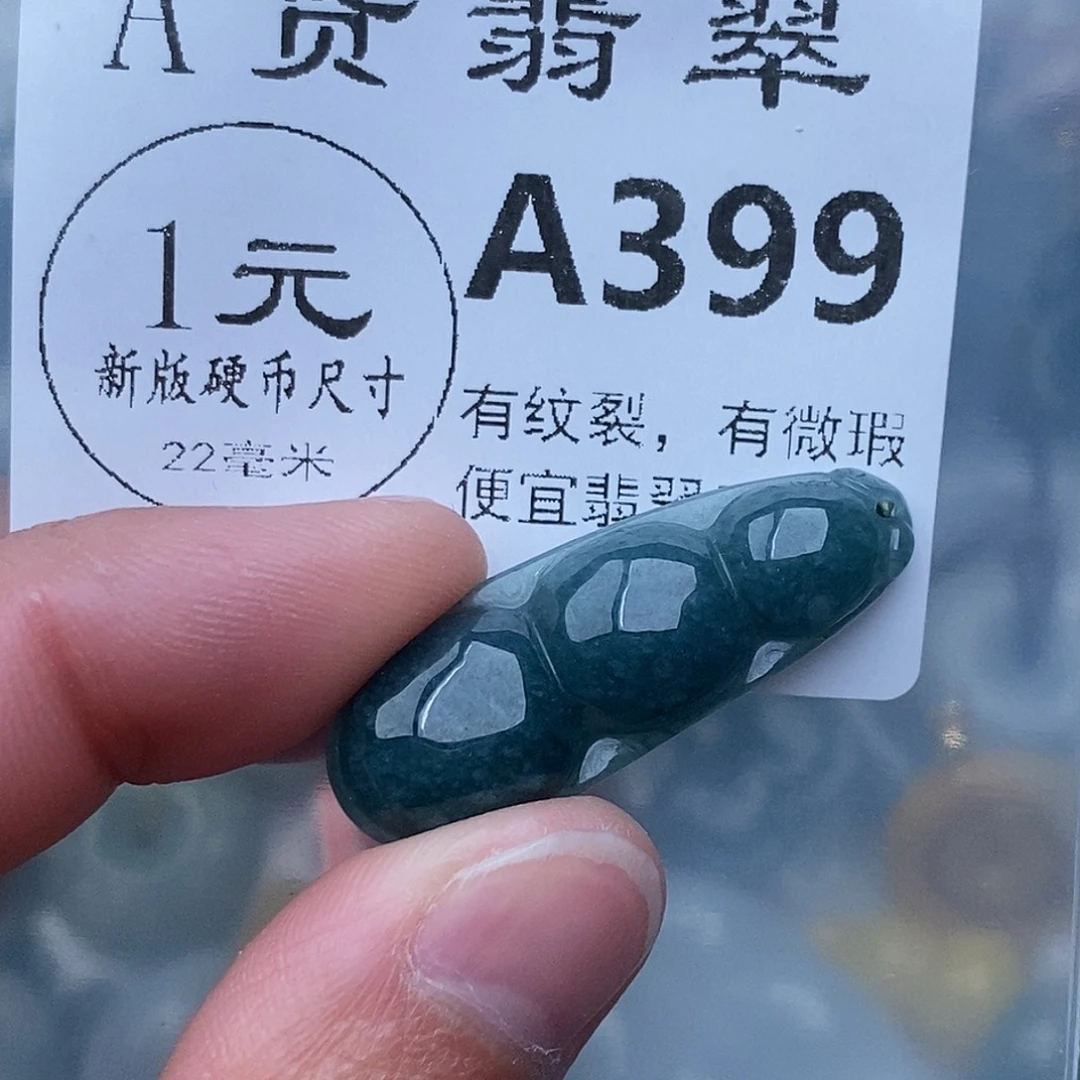 A货翡翠
A399
1元
新版硬币尺寸
22毫米
有纹裂，有微瑕
便宜翡翠